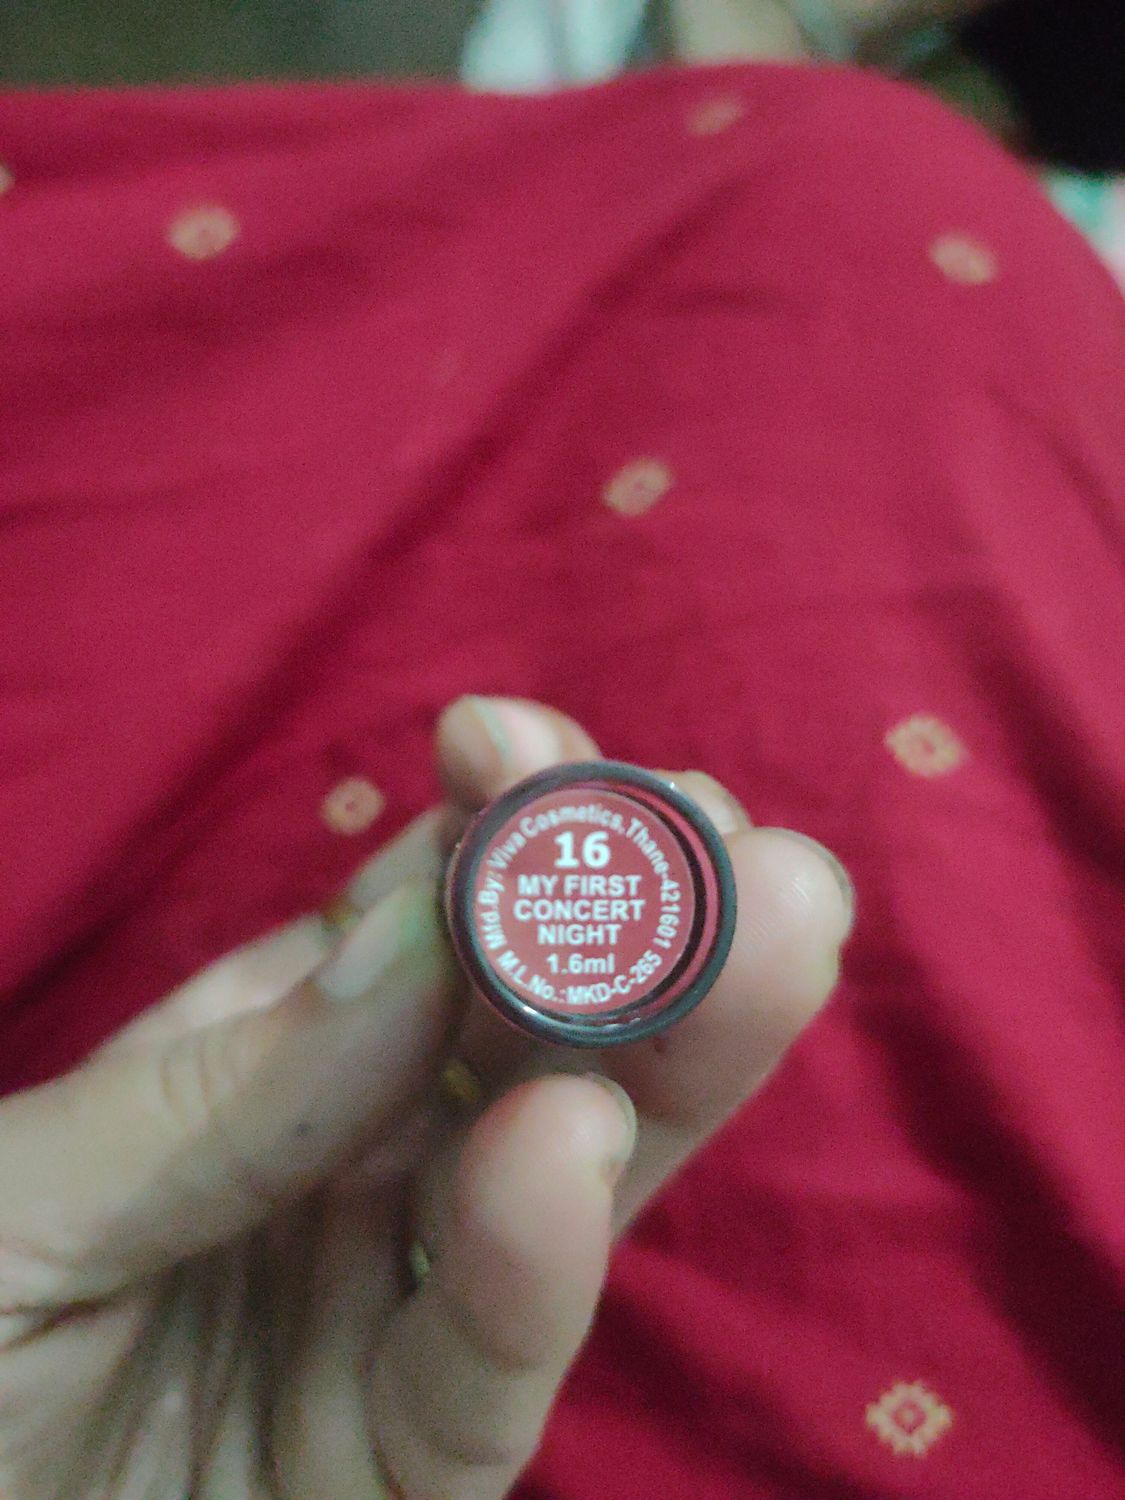 Mfd.By: Viva Cosmetics, Thane-421601
16
MY FIRST
CONCERT
NIGHT
1.6ml
M.L.No.:MKD-C-265